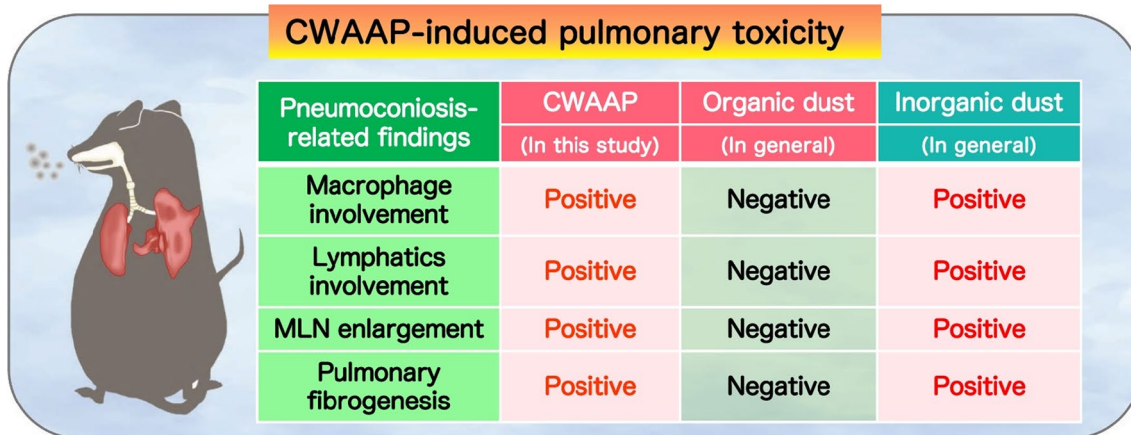 CWAAP-induced pulmonary toxicity
Pneumoconiosis-
related findings
CWAAP
(In this study)
Organic dust
(In general)
Inorganic dust
(In general)
Macrophage
involvement
Positive
Negative
Positive
Lymphatics
involvement
Positive
Negative
Positive
MLN enlargement
Positive
Negative
Positive
Pulmonary
fibrogenesis
Positive
Negative
Positive